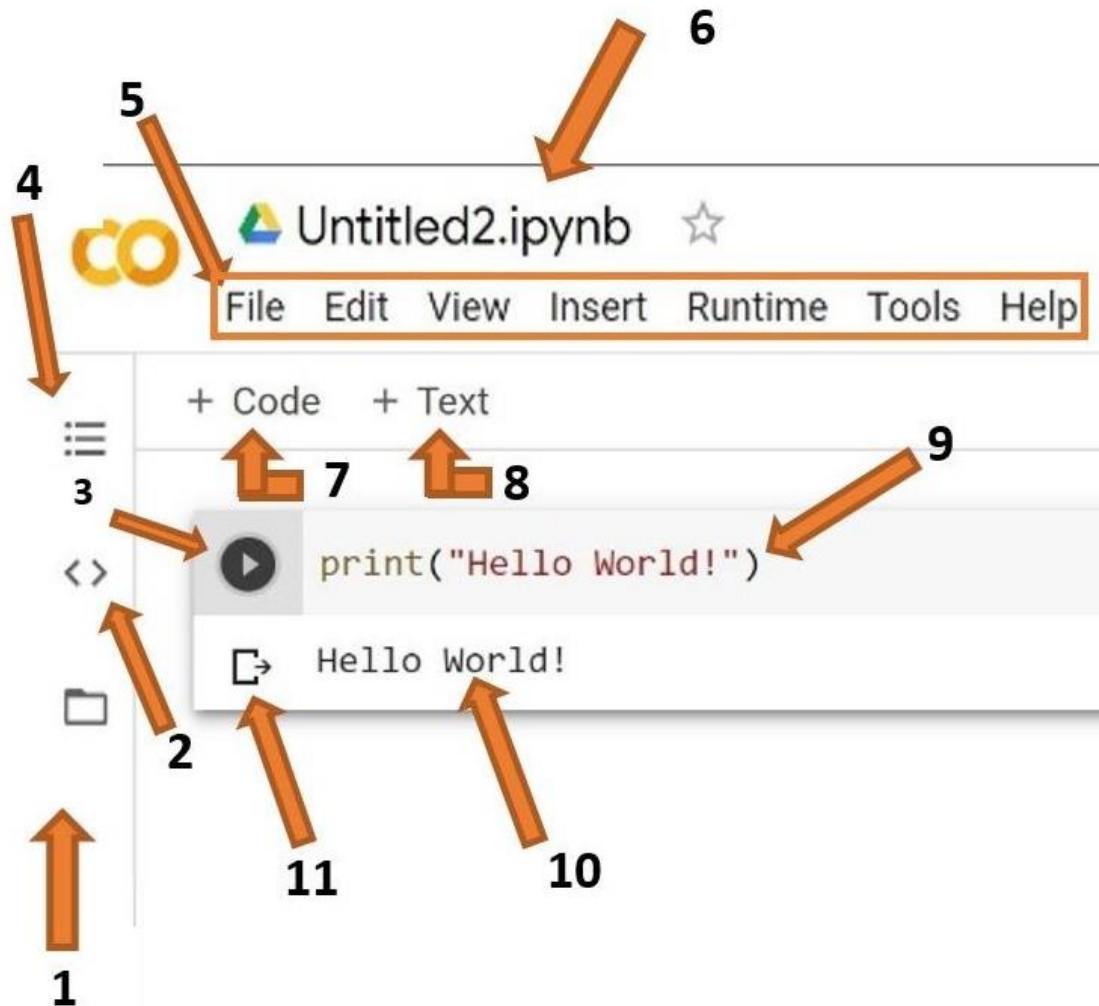 6
5
4
CO Untitled2.ipynb
File Edit View Insert Runtime Tools Help
+ Code + Text
7 8 9
3
print("Hello World!")
<>
Hello World!
2
11 10
1